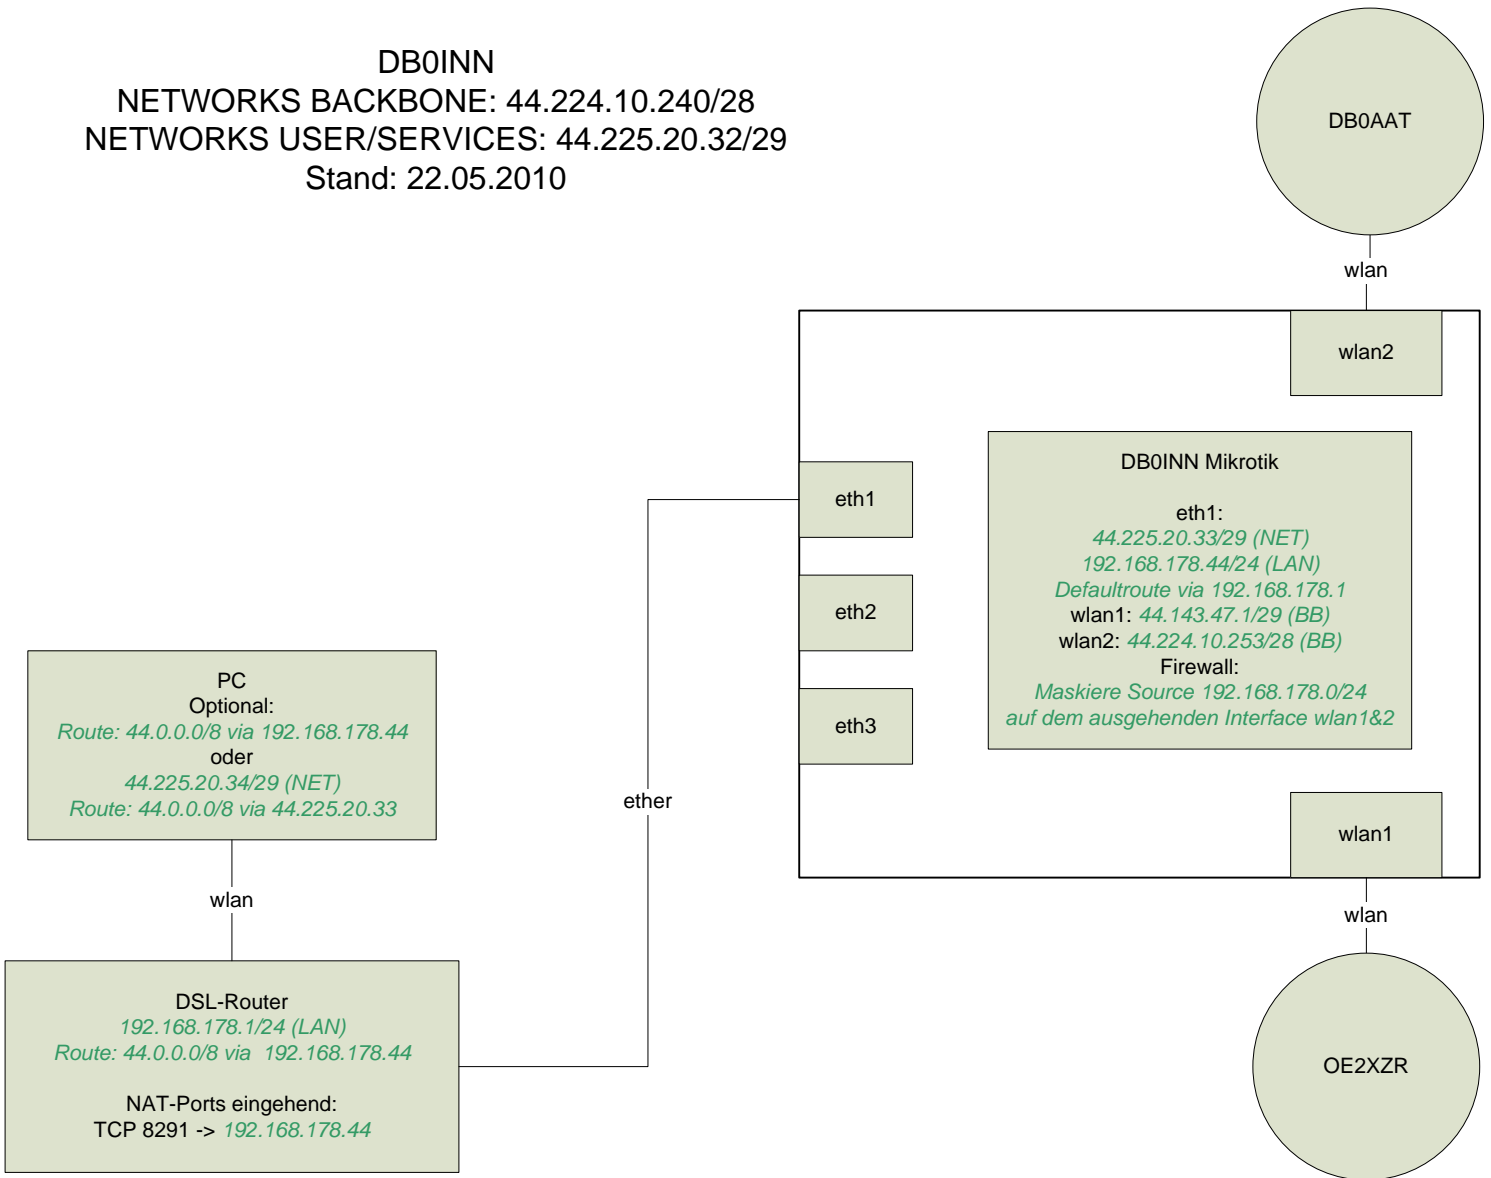 DB0INN
NETWORKS BACKBONE: 44.224.10.240/28
NETWORKS USER/SERVICES: 44.225.20.32/29
Stand: 22.05.2010
DB0AAT
wlan
wlan2
eth1
eth2
eth3
DB0INN Mikrotik
eth1:
44.225.20.33/29 (NET)
192.168.178.44/24 (LAN)
Defaultroute via 192.168.178.1
wlan1: 44.143.47.1/29 (BB)
wlan2: 44.224.10.253/28 (BB)
Firewall:
Maskiere Source 192.168.178.0/24
auf dem ausgehenden Interface wlan1&2
wlan1
wlan
OE2XZR
ether
PC
Optional:
Route: 44.0.0.0/8 via 192.168.178.44
oder
44.225.20.34/29 (NET)
Route: 44.0.0.0/8 via 44.225.20.33
wlan
DSL-Router
192.168.178.1/24 (LAN)
Route: 44.0.0.0/8 via 192.168.178.44
NAT-Ports eingehend:
TCP 8291 -> 192.168.178.44